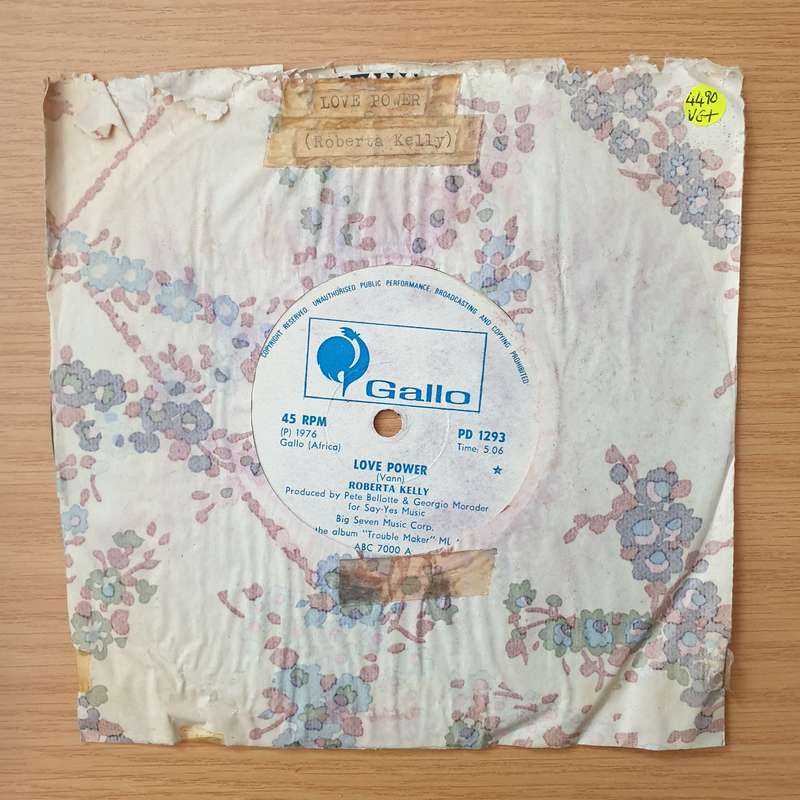 LOVE POWER
(Roberta Kelly)
4490
VG+
COPYRIGHT RESERVED. UNAUTHORISED PUBLIC PERFORMANCE, BROADCASTING AND COPYING PROHIBITED
Gallo
45 RPM
(P) 1976
Gallo (Africa)
PD 1293
Time: 5.06
LOVE POWER
(Vann)
ROBERTA KELLY
Produced by Pete Bellotte & Georgio Morader
for Say-Yes Music
Big Seven Music Corp.
the album "Trouble Maker" ML
ABC 7000 A